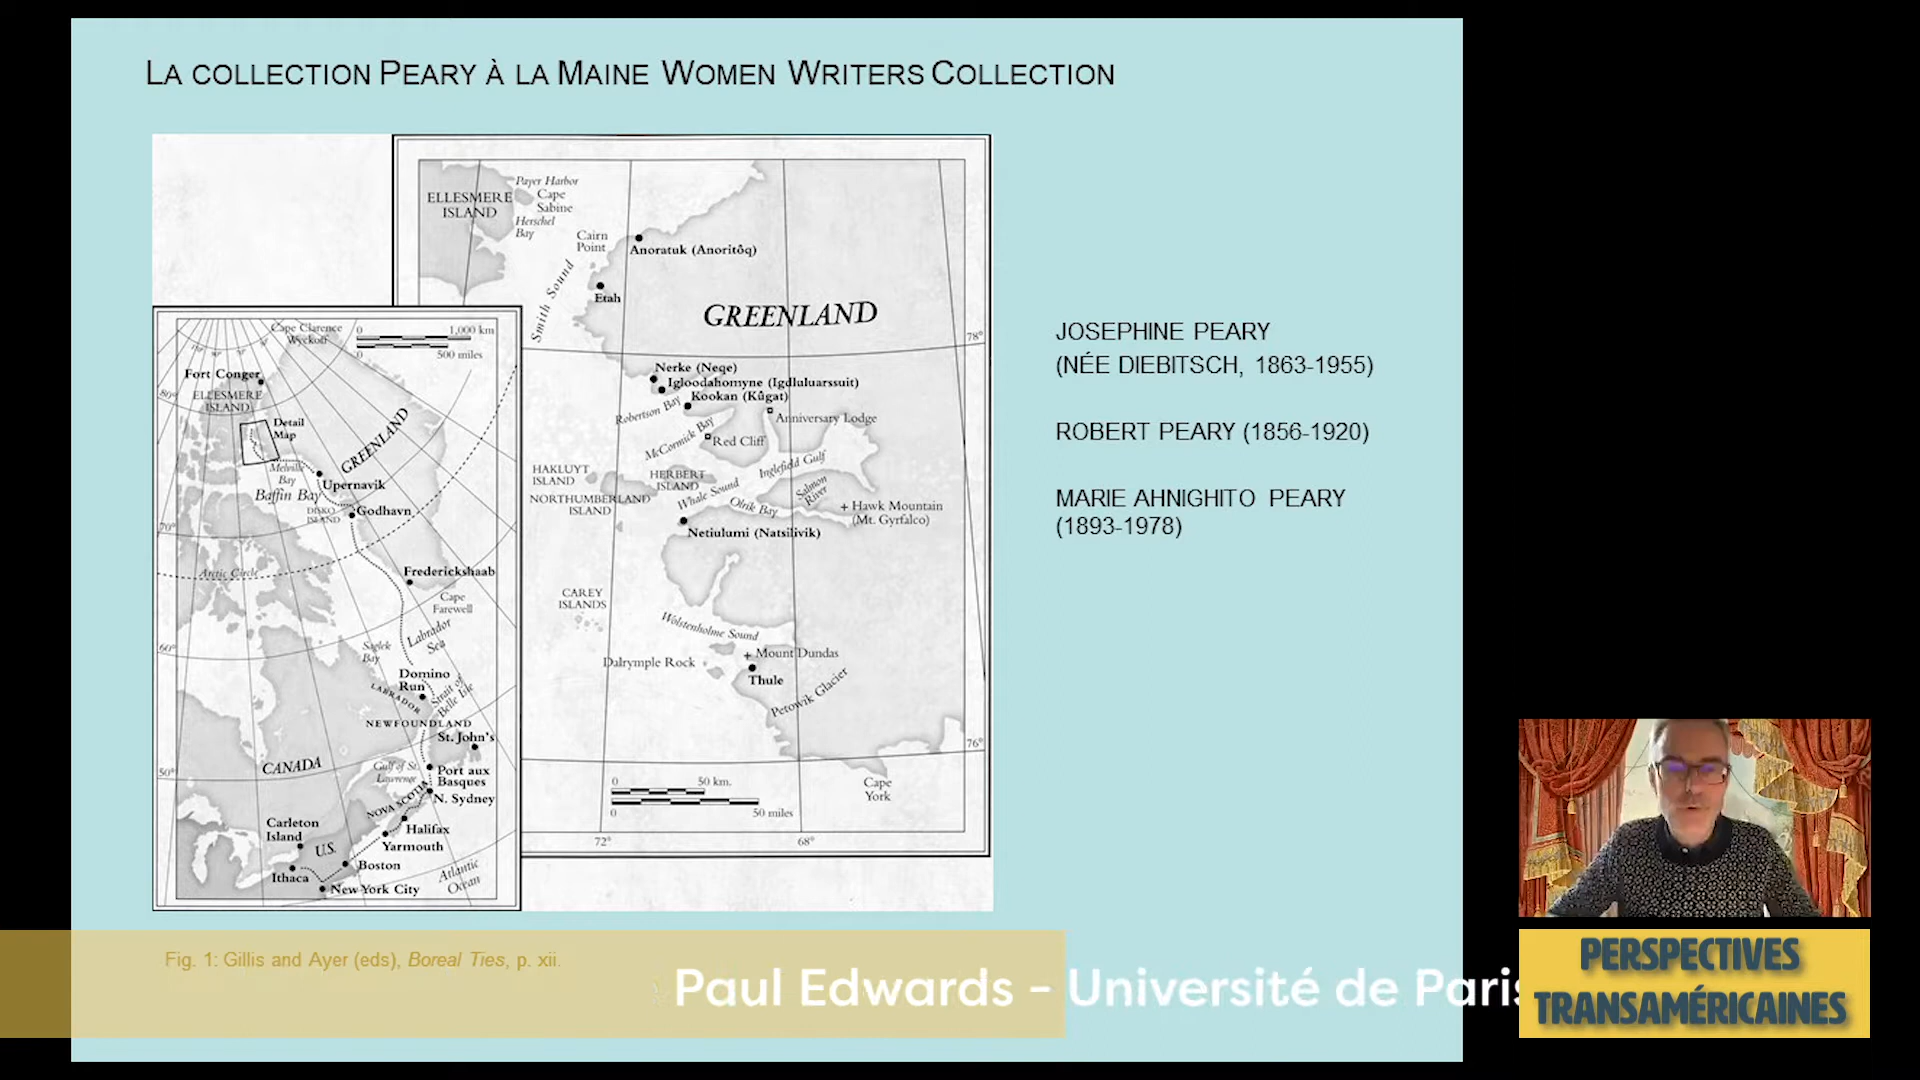 LA COLLECTION PEARY À LA MAINE WOMEN WRITERS COLLECTION
ELLESMERE
ISLAND
Payer Harbor
Cape
Sabine
Herschel
Bay
Cairn
Point
Anoratuk (Anoritôq)
Smith Sound
Etah
GREENLAND
78°
Nerke (Neqe)
Igloodahomyne (Igdluluarssuit)
Kookan (Kûgat)
Robertson Bay
Anniversary Lodge
McCormick Bay
Red Cliff
HAKLUYT
ISLAND
HERBERT
ISLAND
Inglefield Gulf
NORTHUMBERLAND
ISLAND
Whale Sound
Olrik Bay
Salmon
River
Hawk Mountain
(Mt. Gyrfalco)
Netiulumi (Natsilivik)
CAREY
ISLANDS
Wolstenholme Sound
Dalrymple Rock
Mount Dundas
Thule
Petowik Glacier
76°
Cape
York
0 50 km.
0 50 miles
72° 68°
Cape Clarence
Wyckoff
0 1,000 km
0 500 miles
Fort Conger
80°
ELLESMERE
ISLAND
Detail
Map
GREENLAND
Melville
Bay
Baffin Bay
Upernavik
DISKO
ISLAND
Godhavn
70°
Arctic Circle
Frederickshaab
Cape
Farewell
Labrador
Sea
60°
Saglek
Bay
Domino
Run
LABRADOR
Strait of
Belle Isle
NEWFOUNDLAND
St. John's
50°
CANADA
Gulf of St.
Lawrence
Port aux
Basques
NOVA SCOTIA
N. Sydney
Carleton
Island
Halifax
U.S.
Yarmouth
Boston
Ithaca
New York City
Atlantic
Ocean
JOSEPHINE PEARY
(NÉE DIEBITSCH, 1863-1955)
ROBERT PEARY (1856-1920)
MARIE AHNIGHITO PEARY
(1893-1978)
Fig. 1: Gillis and Ayer (eds), Boreal Ties, p. xii.
Paul Edwards - Université de Paris
PERSPECTIVES
TRANSAMÉRICAINES